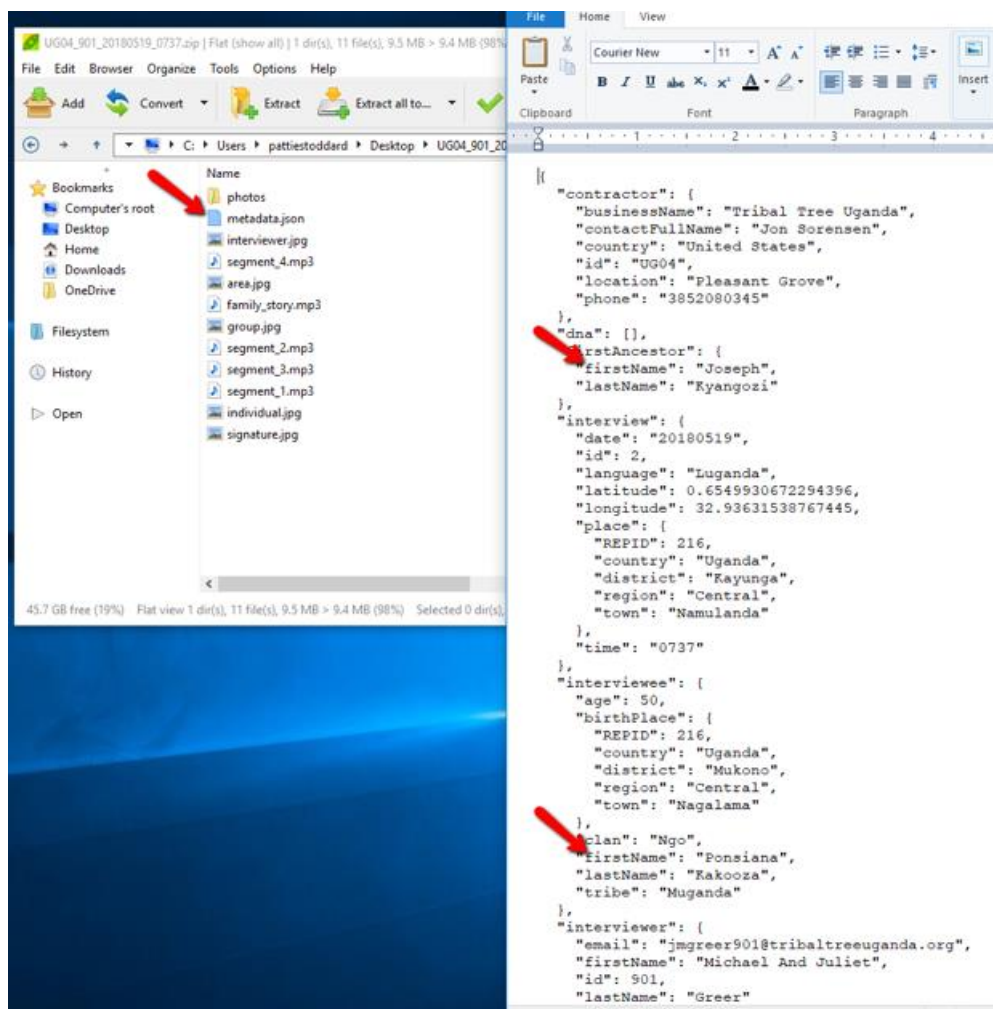 UG04_901_20180519_0737.zip | Flat (show all) | 1 dir(s), 11 file(s), 9.5 MB > 9.4 MB (98%
File Edit Browser Organize Tools Options Help
Add Convert Extract Extract all to...
C: Users pattiestoddard Desktop UG04_901_20
Bookmarks
Computer's root
Desktop
Home
Downloads
OneDrive
Filesystem
History
Open
Name
photos
metadata.json
interviewer.jpg
segment_4.mp3
area.jpg
family_story.mp3
group.jpg
segment_2.mp3
segment_3.mp3
segment_1.mp3
individual.jpg
signature.jpg
45.7 GB free (19%) Flat view 1 dir(s), 11 file(s), 9.5 MB > 9.4 MB (98%) Selected 0 dir(s),
File Home View
Paste
Clipboard
Courier New 11 A A
B I U abc X₂ X² A
Font
Paragraph
Insert
1 2 3 4
{
"contractor": {
"businessName": "Tribal Tree Uganda",
"contactFullName": "Jon Sorensen",
"country": "United States",
"id": "UG04",
"location": "Pleasant Grove",
"phone": "3852080345"
},
"dna": [],
irstAncestor": {
"firstName": "Joseph",
"lastName": "Kyangozi"
},
"interview": {
"date": "20180519",
"id": 2,
"language": "Luganda",
"latitude": 0.6549930672294396,
"longitude": 32.93631538767445,
"place": {
"REPID": 216,
"country": "Uganda",
"district": "Kayunga",
"region": "Central",
"town": "Namulanda"
},
"time": "0737"
},
"interviewee": {
"age": 50,
"birthPlace": {
"REPID": 216,
"country": "Uganda",
"district": "Mukono",
"region": "Central",
"town": "Nagalama"
},
clan": "Ngo",
"firstName": "Ponsiana",
"lastName": "Kakooza",
"tribe": "Muganda"
},
"interviewer": {
"email": "jmgreer901@tribaltreeuganda.org",
"firstName": "Michael And Juliet",
"id": 901,
"lastName": "Greer"